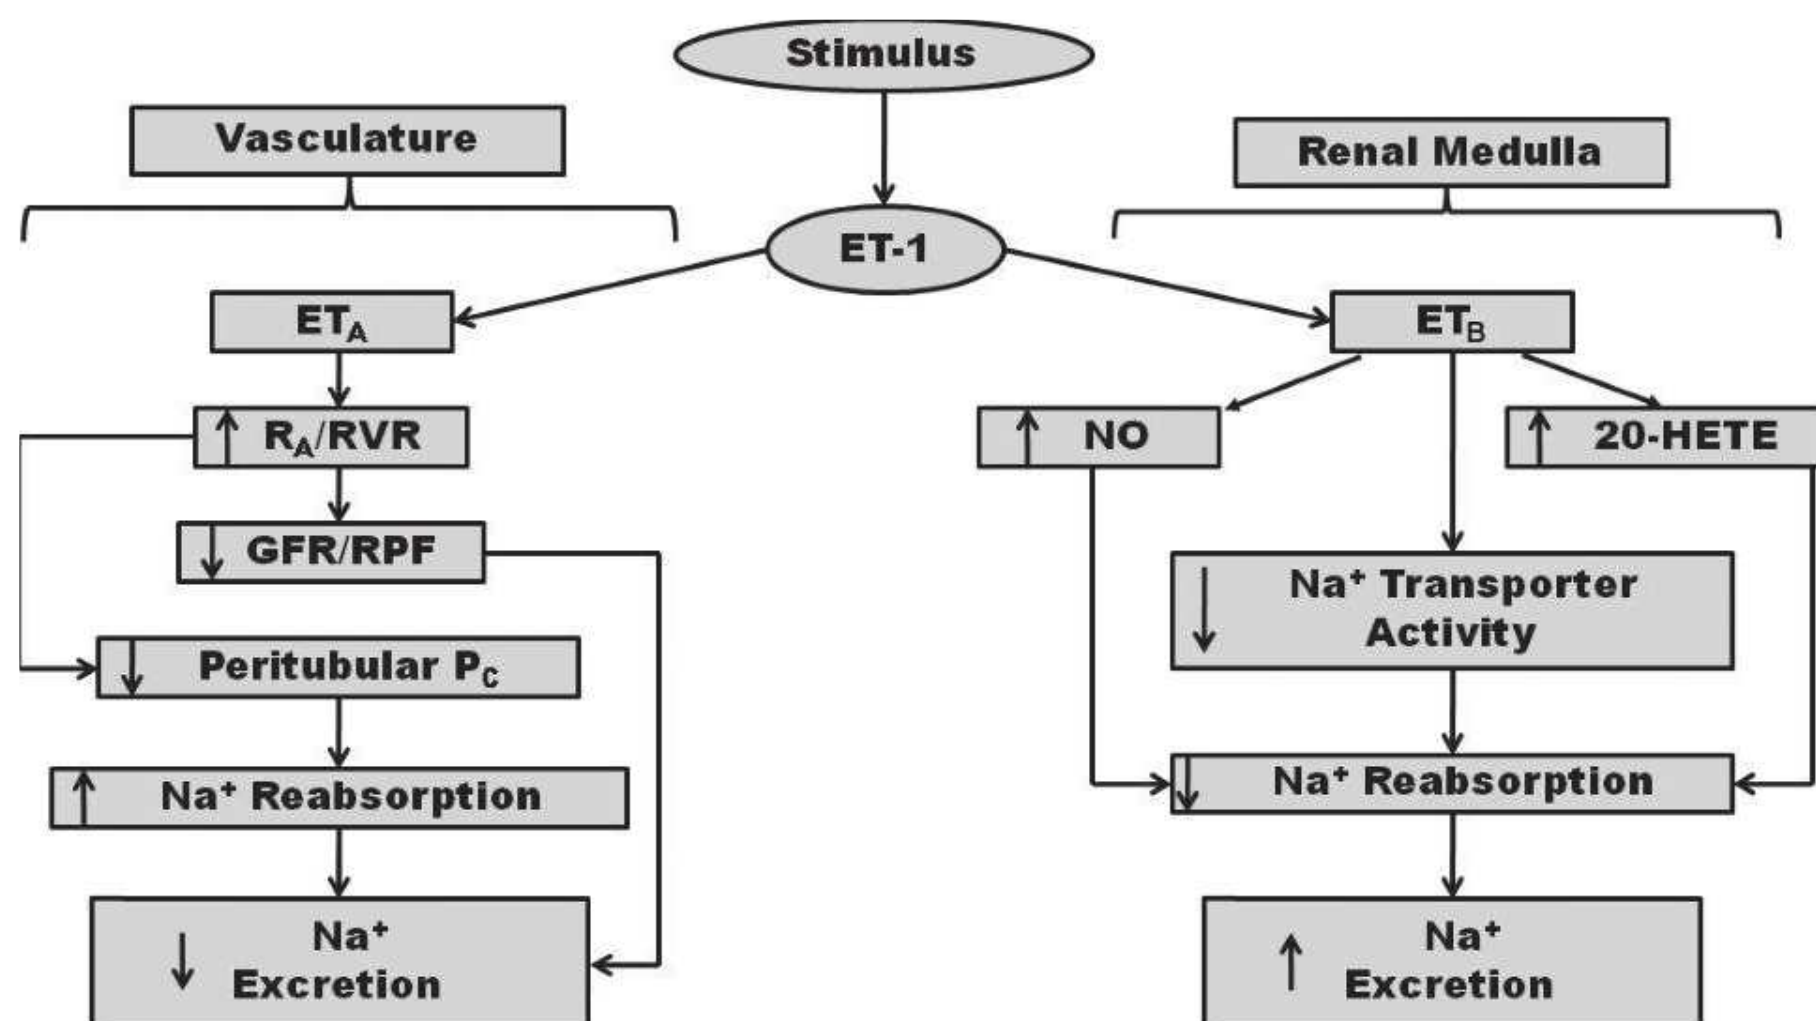 Stimulus
Vasculature
Renal Medulla
ET-1
ETA
ETB
RA/RVR
NO
20-HETE
GFR/RPF
Na+ Transporter
Activity
Peritubular PC
Na+ Reabsorption
Na+ Reabsorption
Na+
Excretion
Na+
Excretion